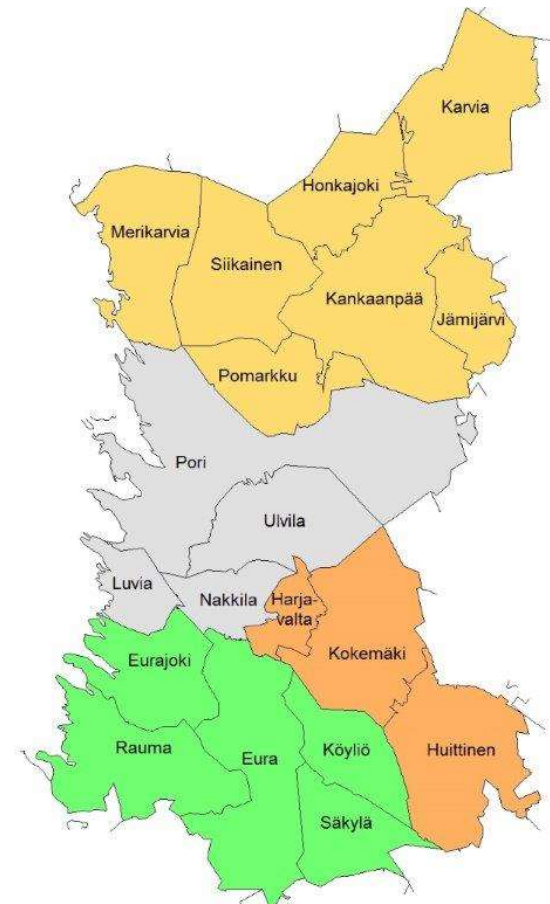 Karvia
Honkajoki
Merikarvia
Siikainen
Kankaanpää
Jämijärvi
Pomarkku
Pori
Ulvila
Luvia
Nakkila
Harja-
valta
Kokemäki
Eurajoki
Rauma
Eura
Köyliö
Huittinen
Säkylä